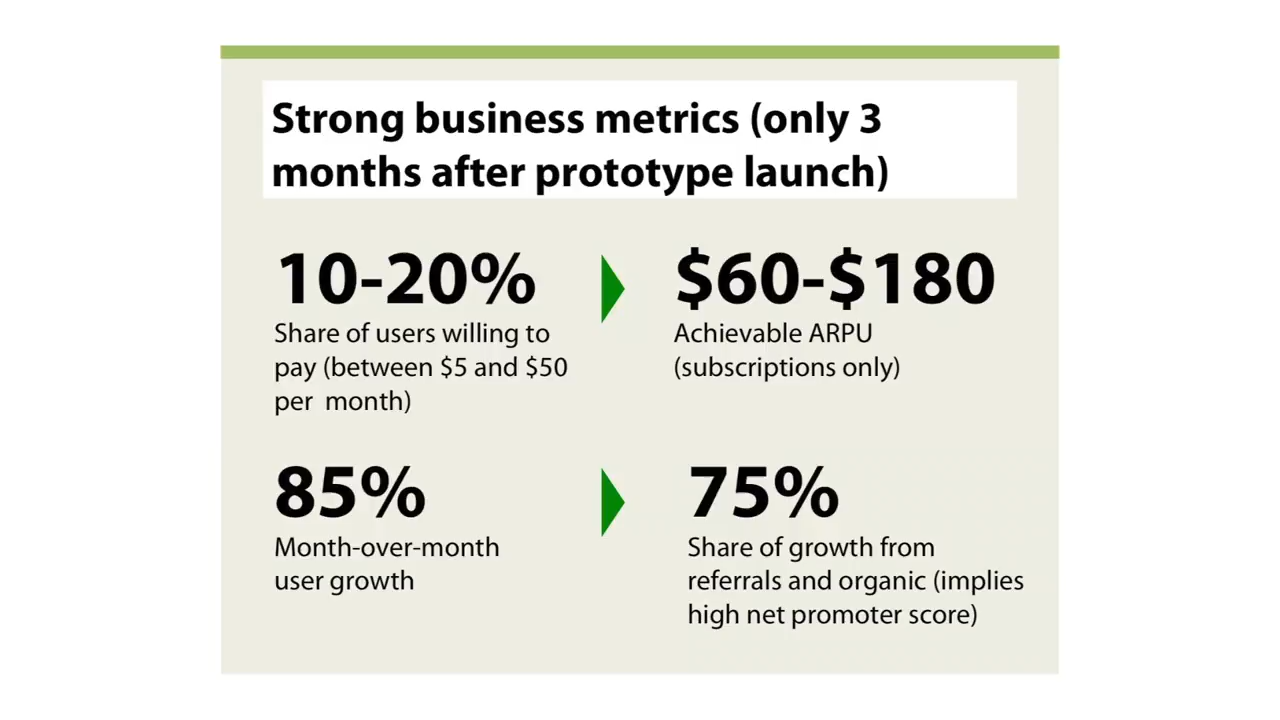 Strong business metrics (only 3
months after prototype launch)
10-20%
Share of users willing to
pay (between $5 and $50
per month)
$60-$180
Achievable ARPU
(subscriptions only)
85%
Month-over-month
user growth
75%
Share of growth from
referrals and organic (implies
high net promoter score)